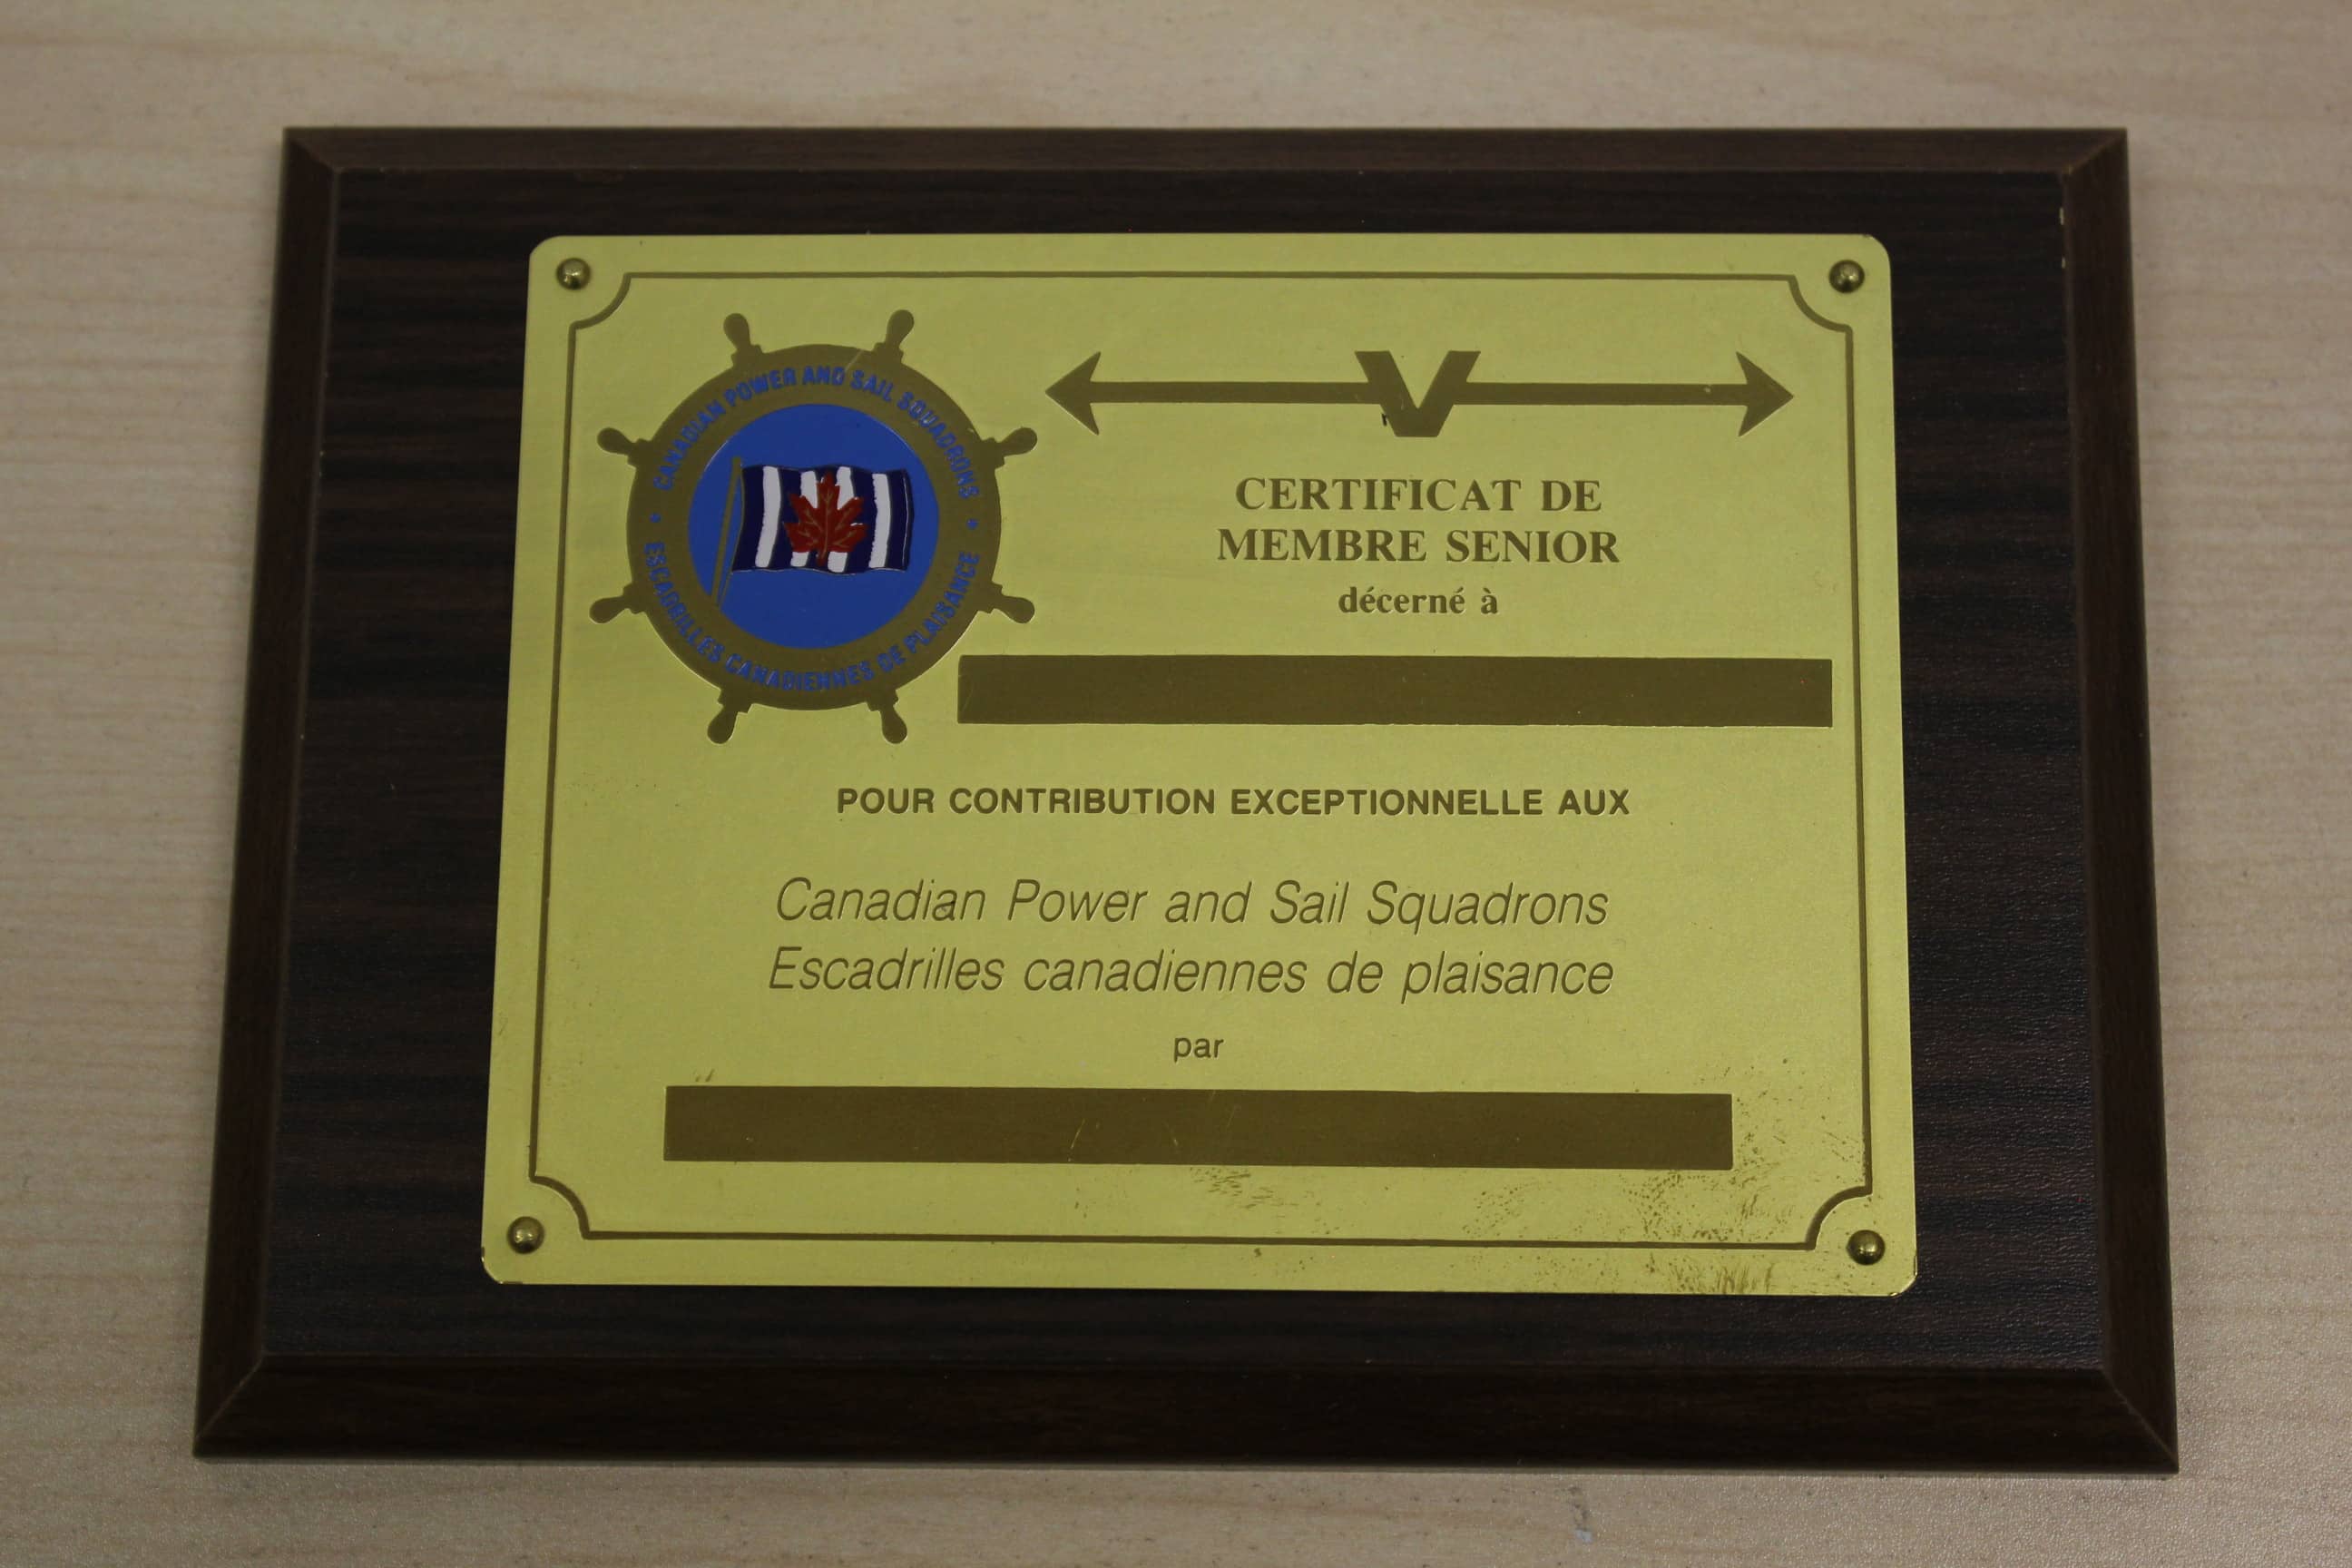 CANADIAN POWER AND SAIL SQUADRONS
ESCADRILLES CANADIENNES DE PLAISANCE
V
CERTIFICAT DE
MEMBRE SENIOR
décerné à
POUR CONTRIBUTION EXCEPTIONNELLE AUX
Canadian Power and Sail Squadrons
Escadrilles canadiennes de plaisance
par